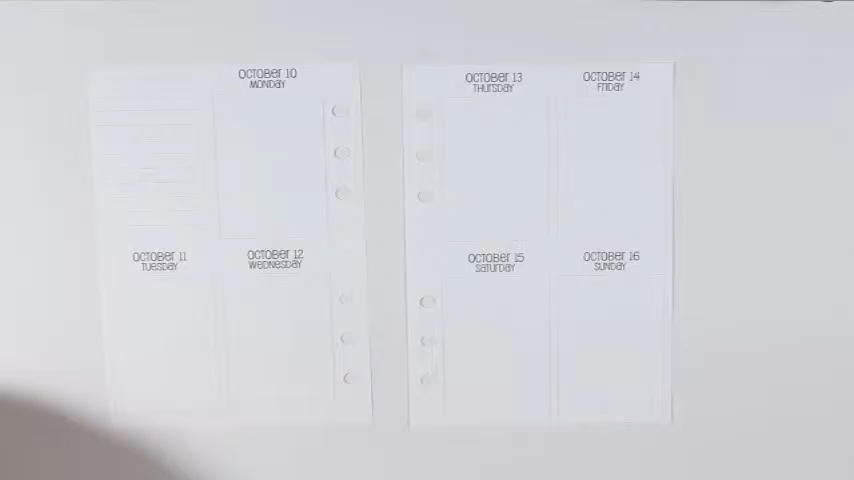 OCTOBER 10
MONDAY
OCTOBER 11
TUESDAY
OCTOBER 12
WEDNESDAY
OCTOBER 13
THURSDAY
OCTOBER 14
FRIDAY
OCTOBER 15
SATURDAY
OCTOBER 16
SUNDAY